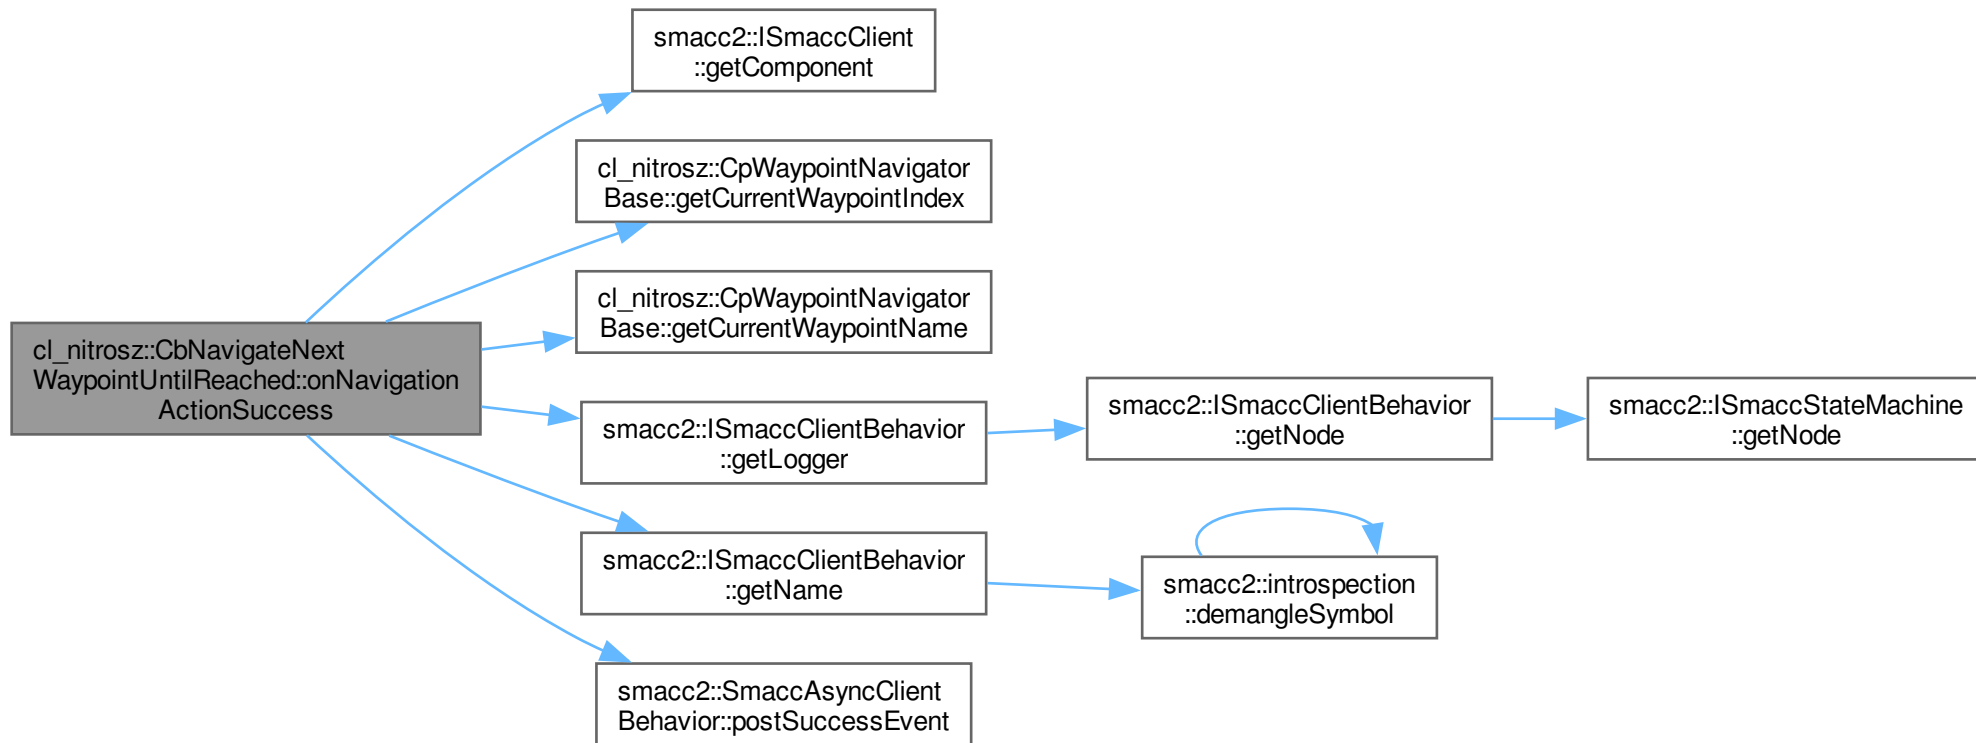 smacc2::ISmaccClient
::getComponent
cl_nitrosz::CpWaypointNavigator
Base::getCurrentWaypointIndex
cl_nitrosz::CpWaypointNavigator
Base::getCurrentWaypointName
cl_nitrosz::CbNavigateNext
WaypointUntilReached::onNavigation
ActionSuccess
smacc2::ISmaccClientBehavior
::getLogger
smacc2::ISmaccClientBehavior
::getNode
smacc2::ISmaccStateMachine
::getNode
smacc2::ISmaccClientBehavior
::getName
smacc2::introspection
::demangleSymbol
smacc2::SmaccAsyncClient
Behavior::postSuccessEvent